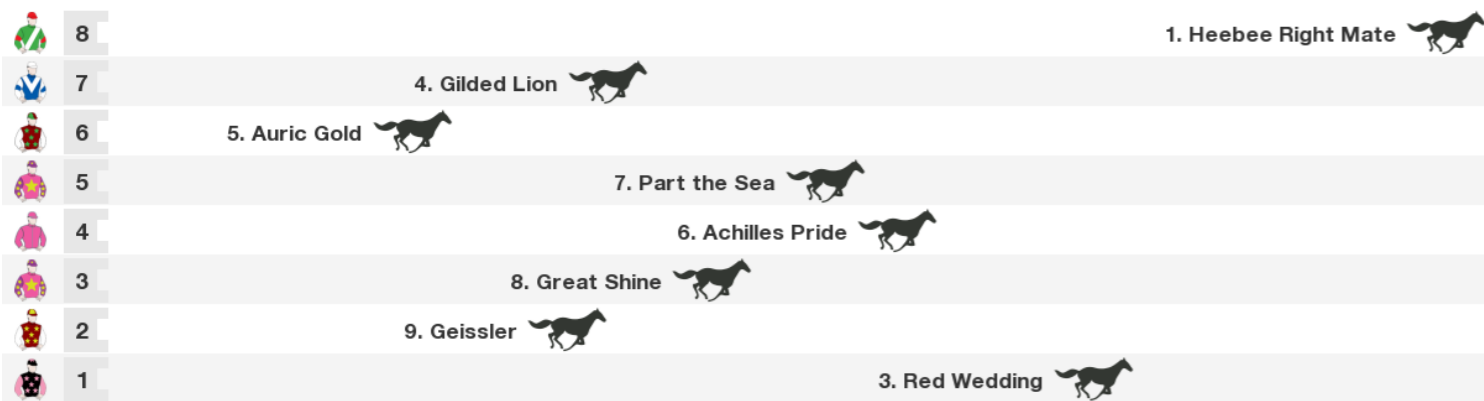 8 1. Heebee Right Mate
7 4. Gilded Lion
6 5. Auric Gold
5 7. Part the Sea
4 6. Achilles Pride
3 8. Great Shine
2 9. Geissler
1 3. Red Wedding